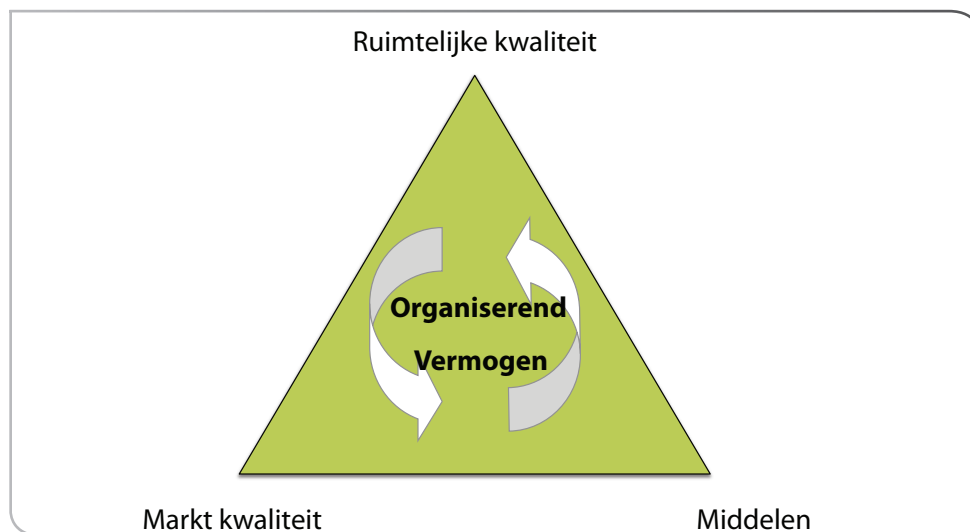 Ruimtelijke kwaliteit
Organiserend
Vermogen
Markt kwaliteit
Middelen